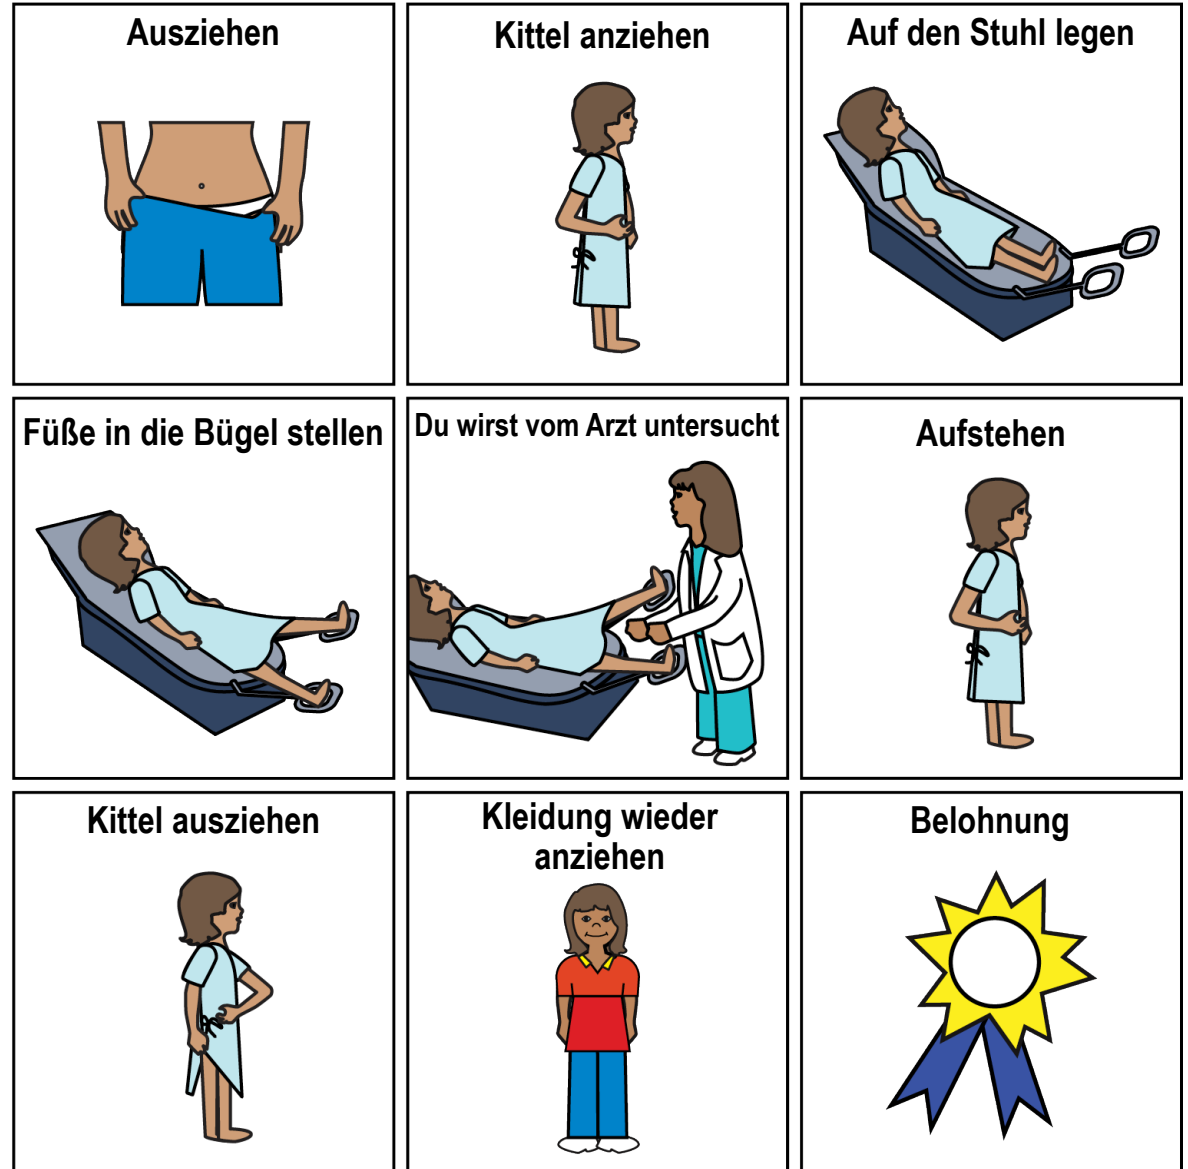 Ausziehen
Kittel anziehen
Auf den Stuhl legen
Füße in die Bügel stellen
Du wirst vom Arzt untersucht
Aufstehen
Kittel ausziehen
Kleidung wieder
anziehen
Belohnung